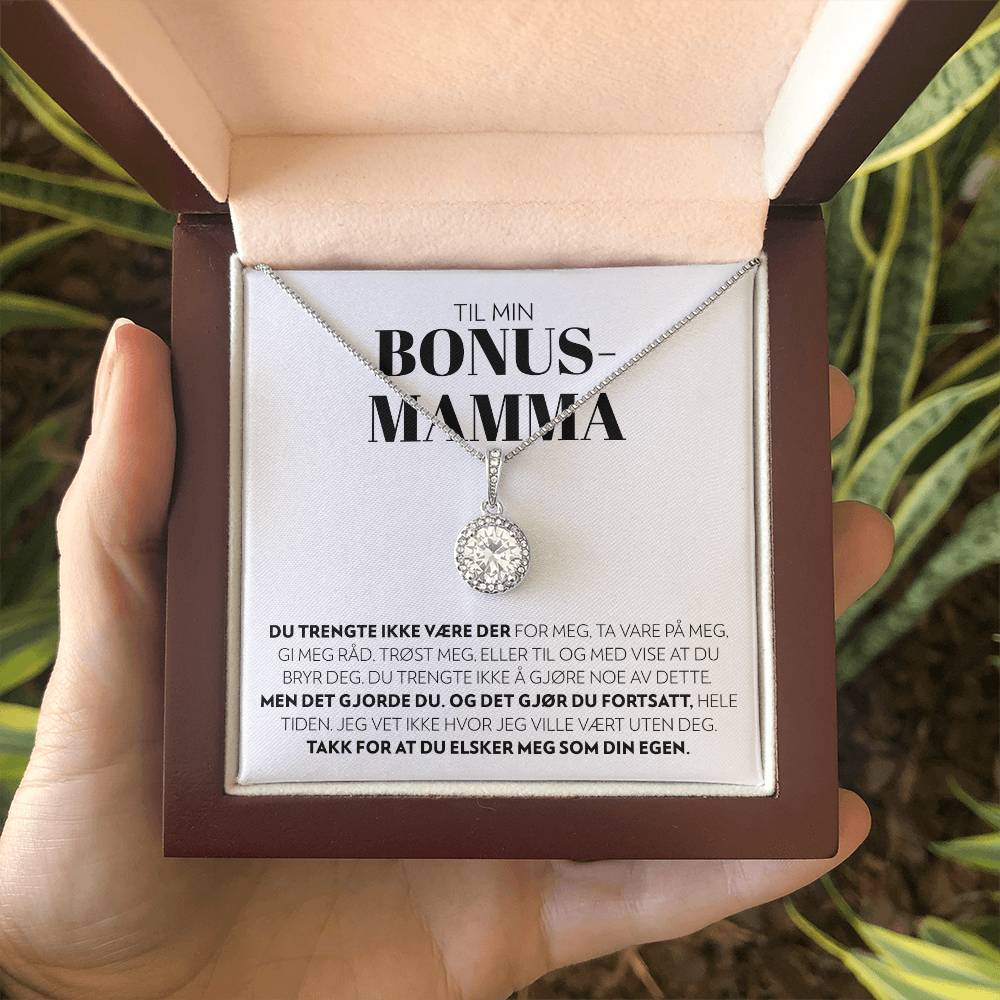 TIL MIN
BONUS-
MAMMA
DU TRENGTE IKKE VÆRE DER FOR MEG, TA VARE PÅ MEG,
GI MEG RÅD, TRØST MEG, ELLER TIL OG MED VISE AT DU
BRYR DEG. DU TRENGTE IKKE Å GJØRE NOE AV DETTE.
MEN DET GJORDE DU. OG DET GJØR DU FORTSATT, HELE
TIDEN. JEG VET IKKE HVOR JEG VILLE VÆRT UTEN DEG.
TAKK FOR AT DU ELSKER MEG SOM DIN EGEN.